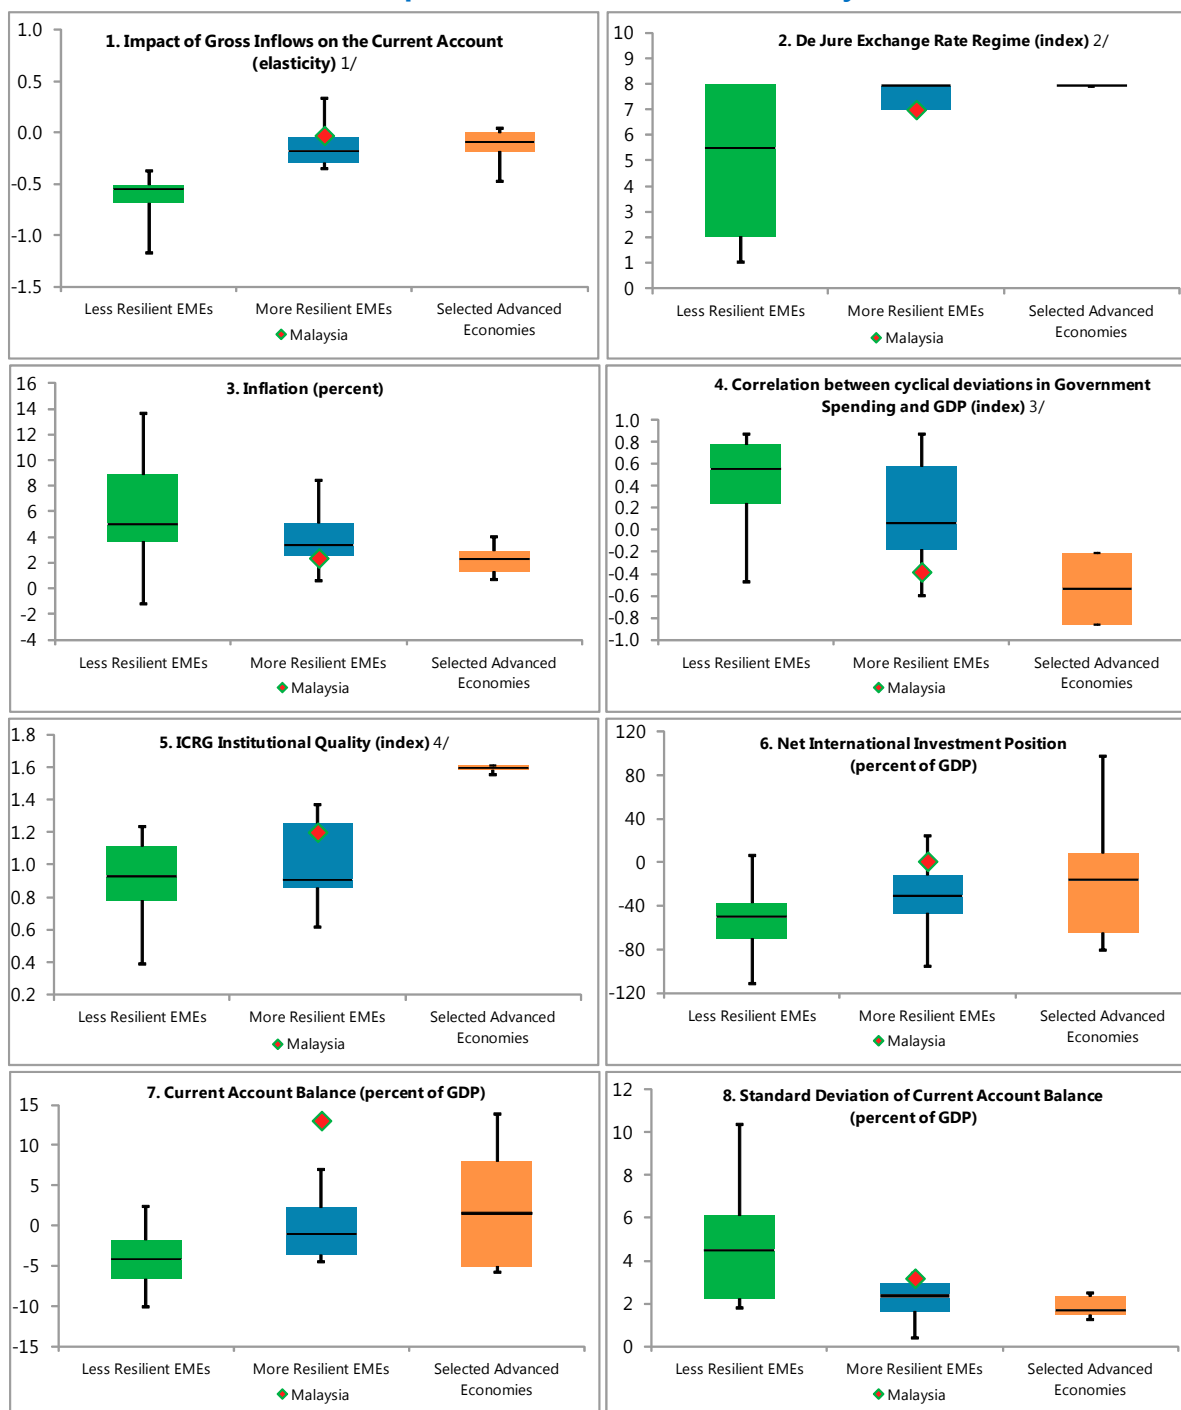 1. Impact of Gross Inflows on the Current Account
(elasticity) 1/
1.0
0.5
0.0
-0.5
-1.0
-1.5
Less Resilient EMEs More Resilient EMEs Selected Advanced
Economies
Malaysia
2. De Jure Exchange Rate Regime (index) 2/
10
9
8
7
6
5
4
3
2
1
0
Less Resilient EMEs More Resilient EMEs Selected Advanced
Economies
Malaysia
3. Inflation (percent)
16
14
12
10
8
6
4
2
0
-2
-4
Less Resilient EMEs More Resilient EMEs Selected Advanced
Economies
Malaysia
4. Correlation between cyclical deviations in Government
Spending and GDP (index) 3/
1.0
0.8
0.6
0.4
0.2
0.0
-0.2
-0.4
-0.6
-0.8
-1.0
Less Resilient EMEs More Resilient EMEs Selected Advanced
Economies
Malaysia
5. ICRG Institutional Quality (index) 4/
1.8
1.6
1.4
1.2
1.0
0.8
0.6
0.4
0.2
Less Resilient EMEs More Resilient EMEs Selected Advanced
Economies
Malaysia
6. Net International Investment Position
(percent of GDP)
120
80
40
0
-40
-80
-120
Less Resilient EMEs More Resilient EMEs Selected Advanced
Economies
Malaysia
7. Current Account Balance (percent of GDP)
15
10
5
0
-5
-10
-15
Less Resilient EMEs More Resilient EMEs Selected Advanced
Economies
Malaysia
8. Standard Deviation of Current Account Balance
(percent of GDP)
12
10
8
6
4
2
0
Less Resilient EMEs More Resilient EMEs Selected Advanced
Economies
Malaysia